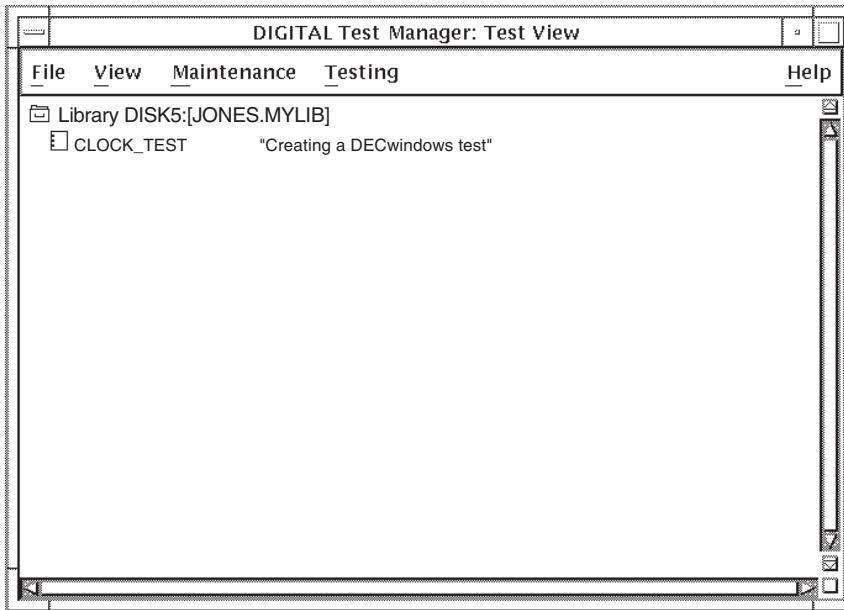 DIGITAL Test Manager: Test View
File View Maintenance Testing Help
Library DISK5:[JONES.MYLIB]
CLOCK_TEST "Creating a DECwindows test"